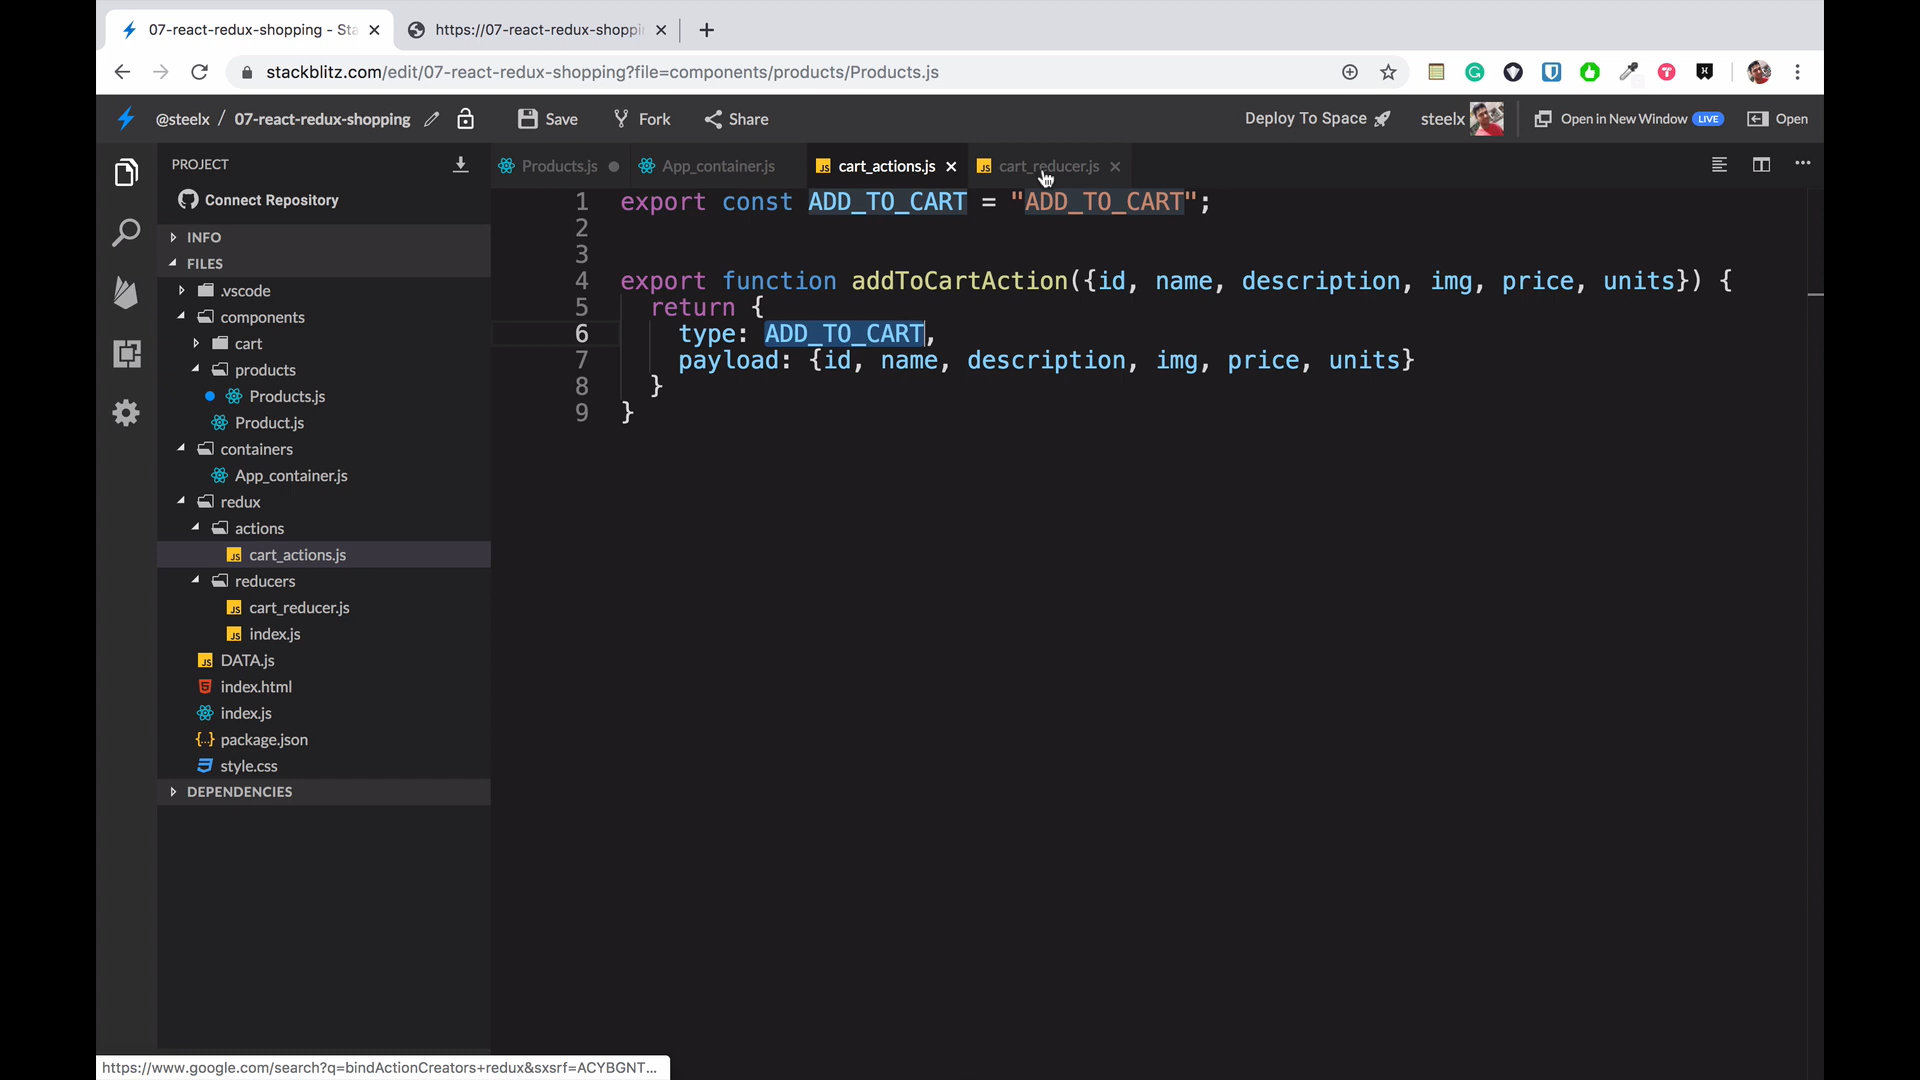 07-react-redux-shopping - Sta
https://07-react-redux-shoppi
stackblitz.com/edit/07-react-redux-shopping?file=components/products/Products.js
@steelx / 07-react-redux-shopping
Save
Fork
Share
Deploy To Space
steelx
Open in New Window LIVE
Open
PROJECT
Connect Repository
INFO
FILES
.vscode
components
cart
products
Products.js
Product.js
containers
App_container.js
redux
actions
cart_actions.js
reducers
cart_reducer.js
index.js
DATA.js
index.html
index.js
package.json
style.css
DEPENDENCIES
Products.js
App_container.js
cart_actions.js
cart_reducer.js
1 export const ADD_TO_CART = "ADD_TO_CART";
2
3
4 export function addToCartAction({id, name, description, img, price, units}) {
5 return {
6 type: ADD_TO_CART,
7 payload: {id, name, description, img, price, units}
8 }
9 }
https://www.google.com/search?q=bindActionCreators+redux&sxsrf=ACYBGNT...